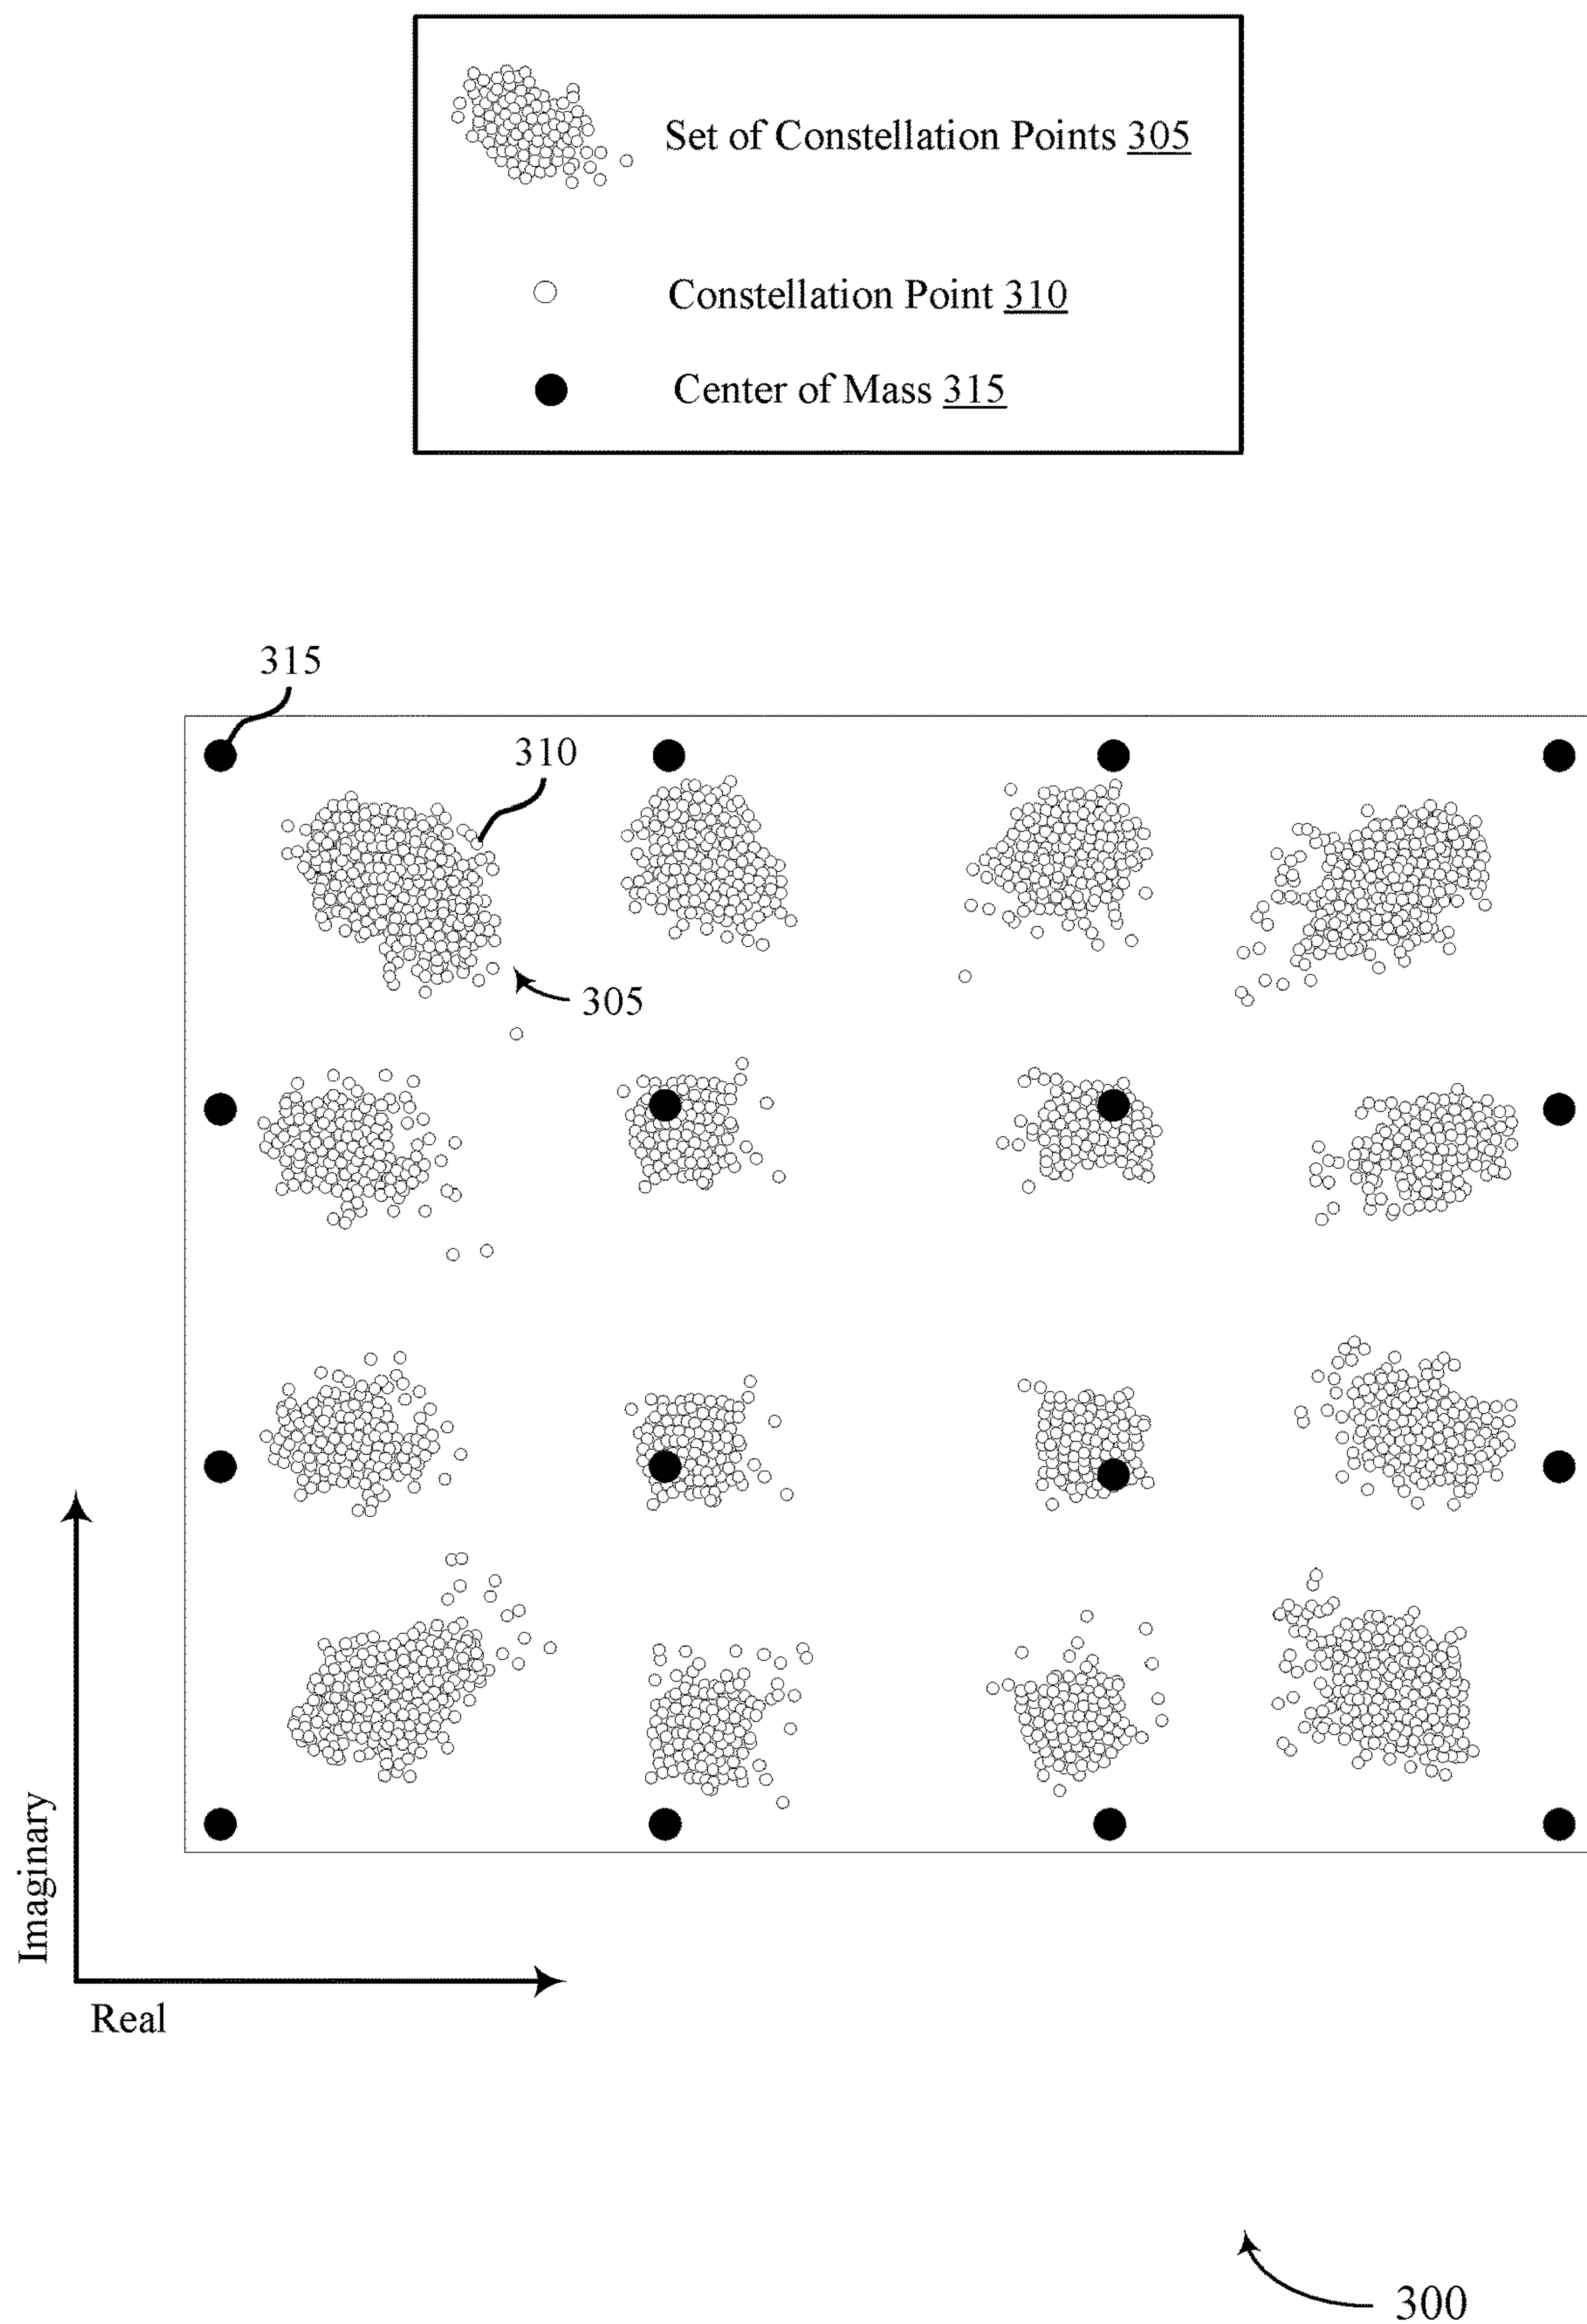 Set of Constellation Points 305
Constellation Point 310
Center of Mass 315
315
310
305
Imaginary
Real
300